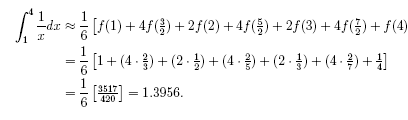 ∫₁⁴ 1/x dx ≈ 1/6 [f(1) + 4f(3/2) + 2f(2) + 4f(5/2) + 2f(3) + 4f(7/2) + f(4)
= 1/6 [1 + (4 · 2/3) + (2 · 1/2) + (4 · 2/5) + (2 · 1/3) + (4 · 2/7) + 1/4]
= 1/6 [3517/420] = 1.3956.